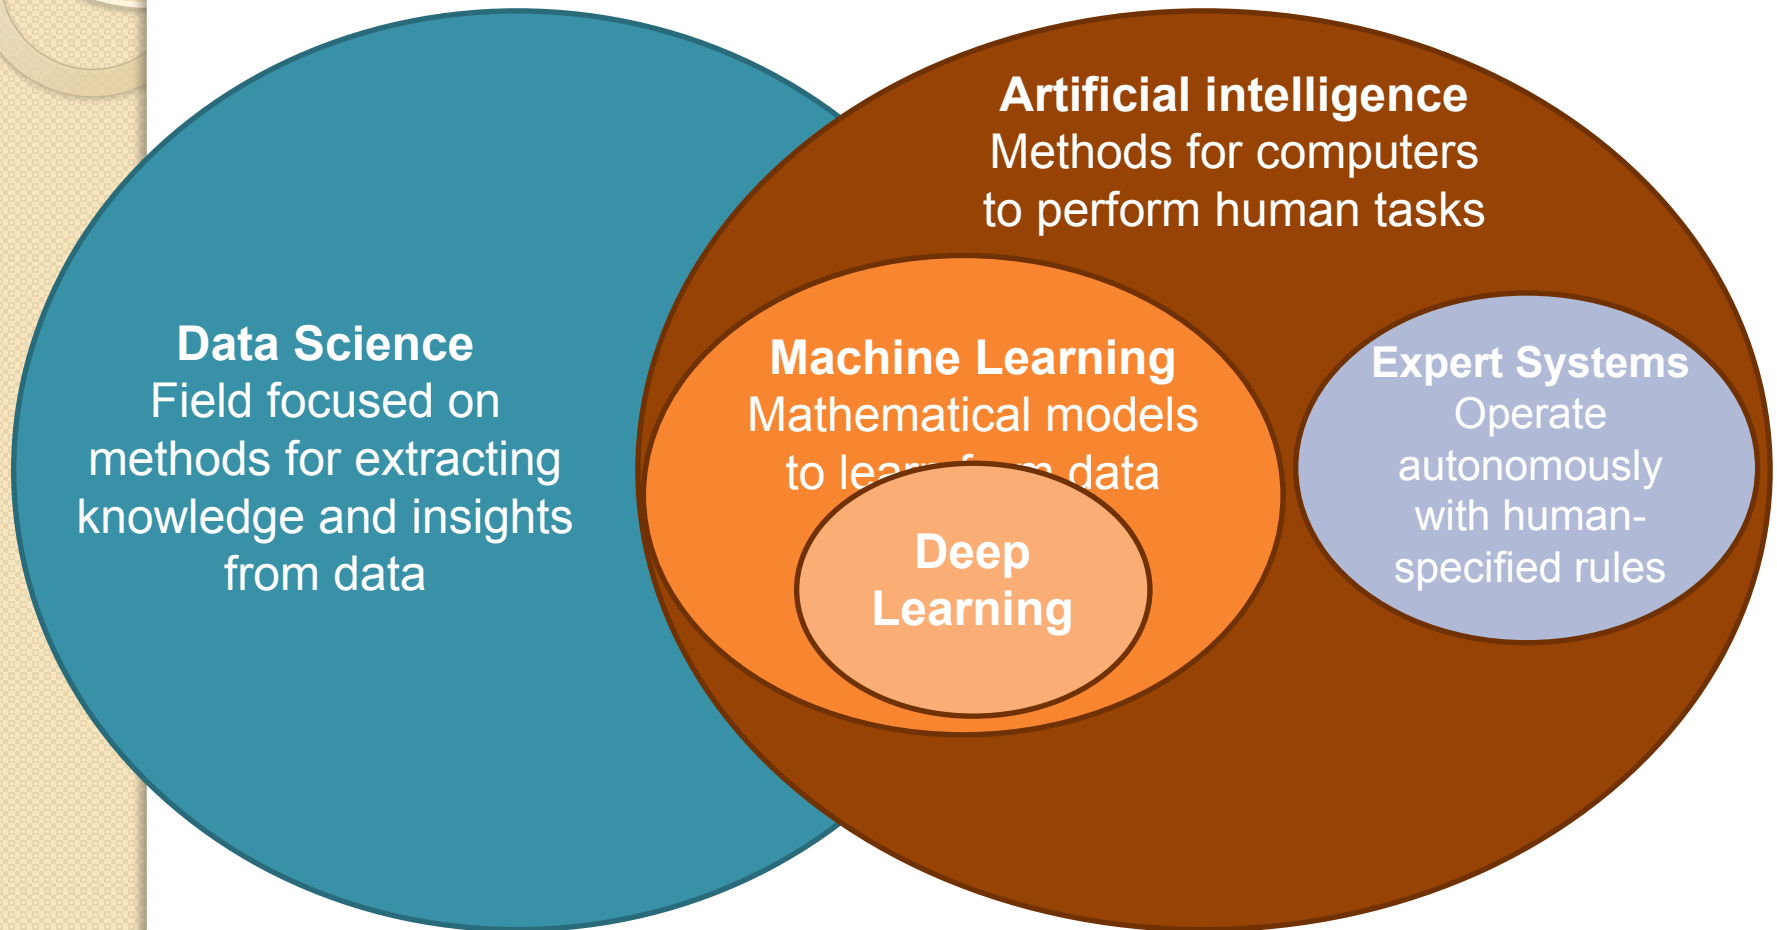 Artificial intelligence
Methods for computers
to perform human tasks
Data Science
Field focused on
methods for extracting
knowledge and insights
from data
Machine Learning
Mathematical models
to learn from data
Deep
Learning
Expert Systems
Operate
autonomously
with human-
specified rules